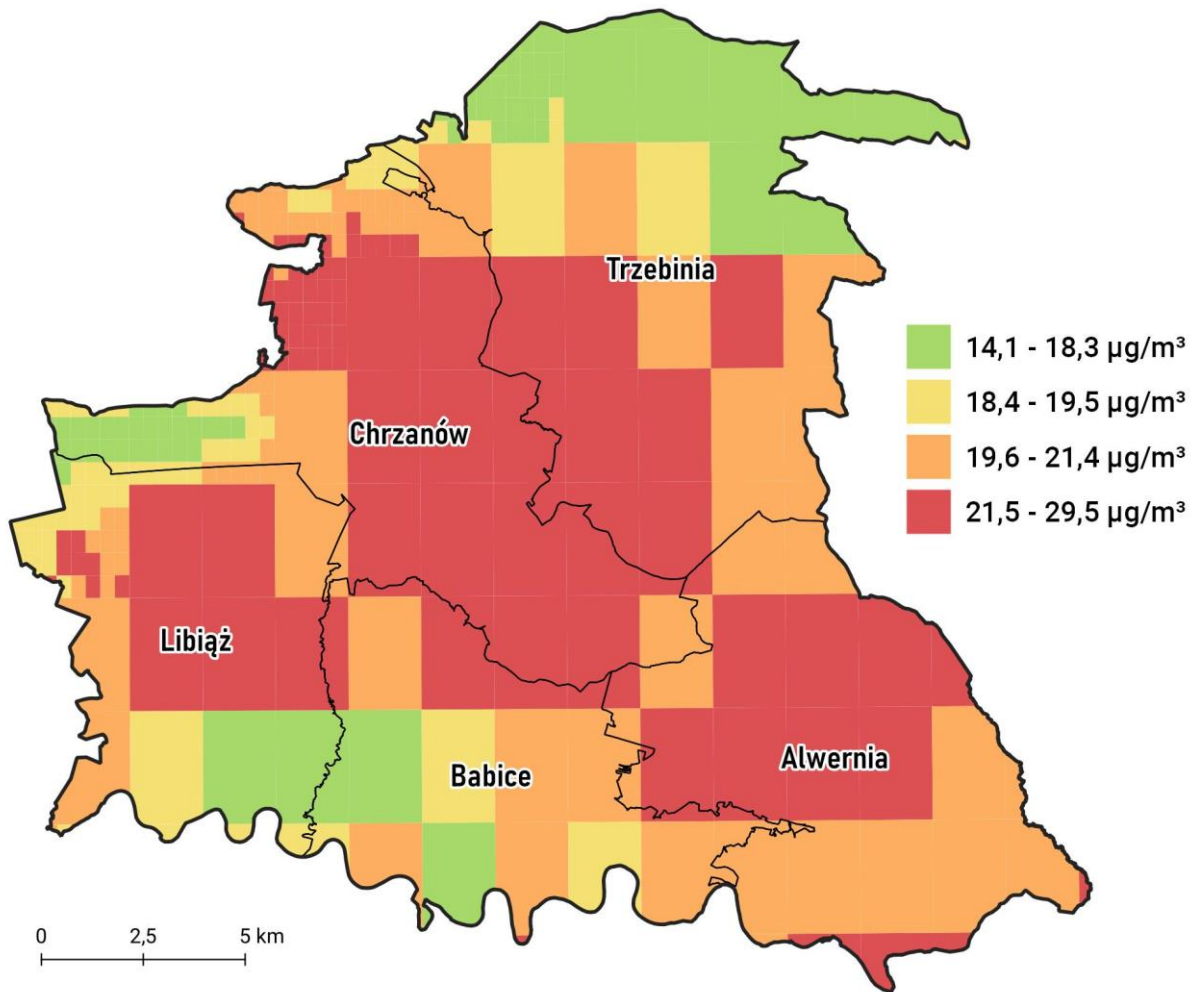 Trzebinia
14,1 - 18,3 µg/m³
18,4 - 19,5 µg/m³
19,6 - 21,4 µg/m³
21,5 - 29,5 µg/m³
Chrzanów
Libiąż
Babice
Alwernia
0 2,5 5 km